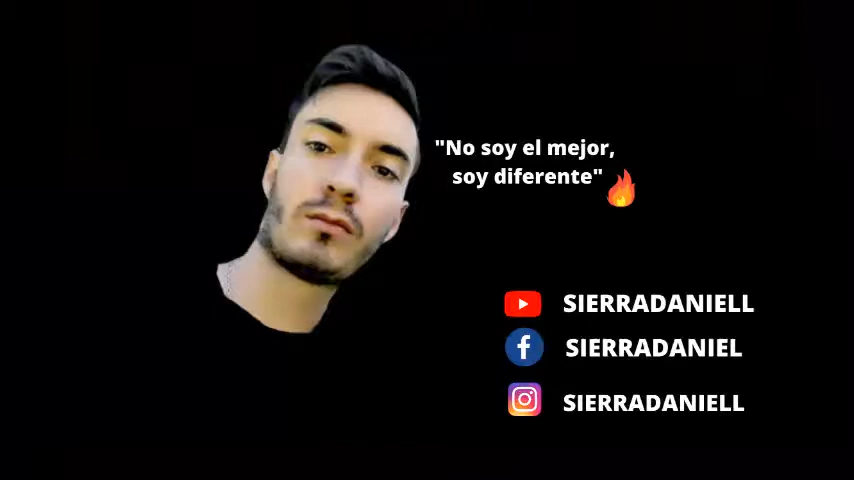 "No soy el mejor,
soy diferente"
SIERRADANIELL
SIERRADANIEL
SIERRADANIELL